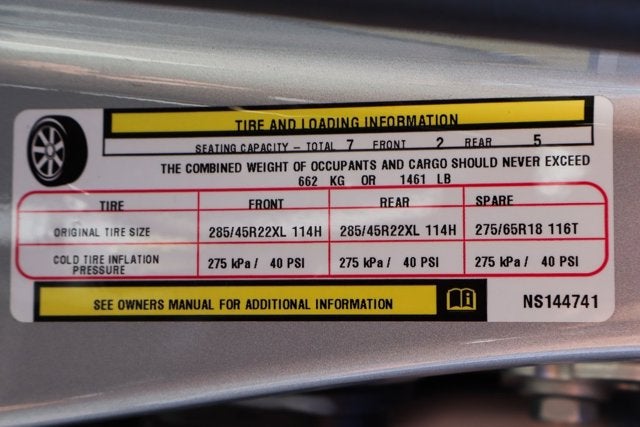 TIRE AND LOADING INFORMATION
SEATING CAPACITY – TOTAL 7 FRONT 2 REAR 5
THE COMBINED WEIGHT OF OCCUPANTS AND CARGO SHOULD NEVER EXCEED
662 KG OR 1461 LB
TIRE FRONT REAR SPARE
ORIGINAL TIRE SIZE 285/45R22XL 114H 285/45R22XL 114H 275/65R18 116T
COLD TIRE INFLATION
PRESSURE 275 kPa / 40 PSI 275 kPa / 40 PSI 275 kPa / 40 PSI
SEE OWNERS MANUAL FOR ADDITIONAL INFORMATION NS144741